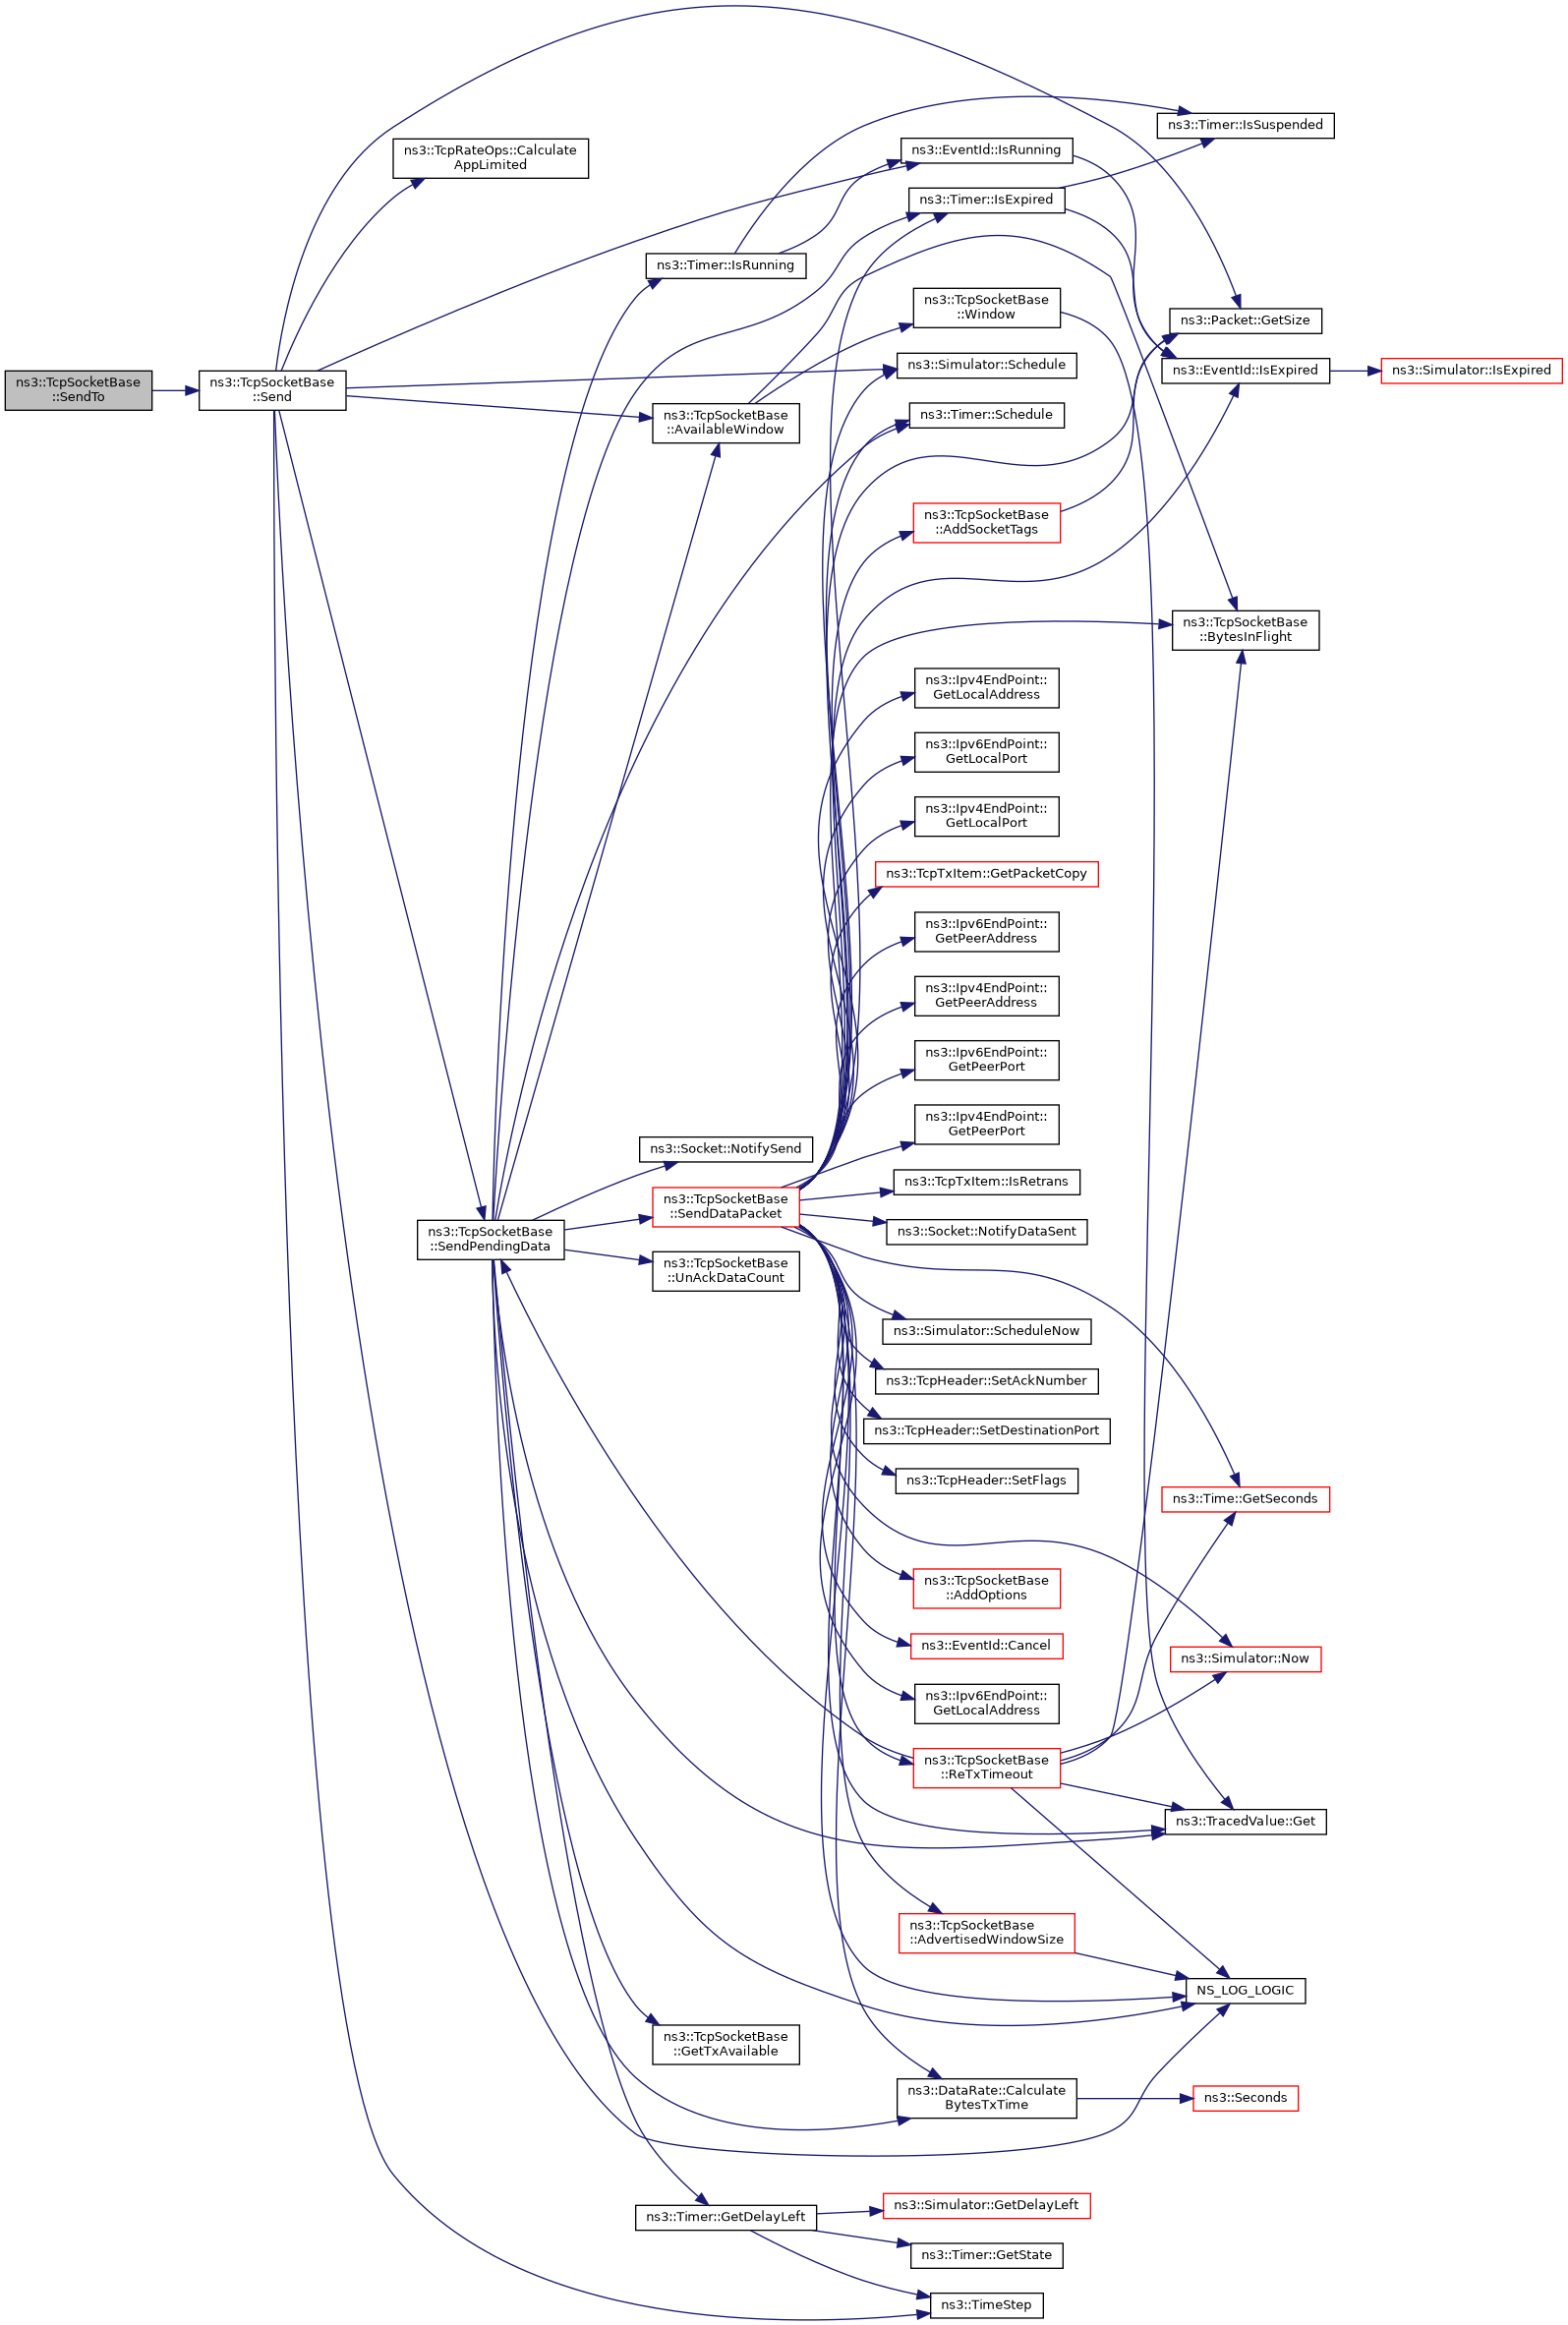 ns3::TcpSocketBase
::SendTo
ns3::TcpSocketBase
::Send
ns3::TcpRateOps::Calculate
AppLimited
ns3::EventId::IsRunning
ns3::Timer::IsSuspended
ns3::Timer::IsExpired
ns3::Timer::IsRunning
ns3::TcpSocketBase
::Window
ns3::Packet::GetSize
ns3::Simulator::Schedule
ns3::EventId::IsExpired
ns3::Simulator::IsExpired
ns3::TcpSocketBase
::AvailableWindow
ns3::Timer::Schedule
ns3::TcpSocketBase
::AddSocketTags
ns3::TcpSocketBase
::BytesInFlight
ns3::Ipv4EndPoint::
GetLocalAddress
ns3::Ipv6EndPoint::
GetLocalPort
ns3::Ipv4EndPoint::
GetLocalPort
ns3::TcpTxItem::GetPacketCopy
ns3::Ipv6EndPoint::
GetPeerAddress
ns3::Ipv4EndPoint::
GetPeerAddress
ns3::Ipv6EndPoint::
GetPeerPort
ns3::Ipv4EndPoint::
GetPeerPort
ns3::Socket::NotifySend
ns3::TcpTxItem::IsRetrans
ns3::TcpSocketBase
::SendDataPacket
ns3::TcpSocketBase
::SendPendingData
ns3::Socket::NotifyDataSent
ns3::TcpSocketBase
::UnAckDataCount
ns3::Simulator::ScheduleNow
ns3::TcpHeader::SetAckNumber
ns3::TcpHeader::SetDestinationPort
ns3::TcpHeader::SetFlags
ns3::Time::GetSeconds
ns3::TcpSocketBase
::AddOptions
ns3::EventId::Cancel
ns3::Simulator::Now
ns3::Ipv6EndPoint::
GetLocalAddress
ns3::TcpSocketBase
::ReTxTimeout
ns3::TracedValue::Get
ns3::TcpSocketBase
::AdvertisedWindowSize
NS_LOG_LOGIC
ns3::TcpSocketBase
::GetTxAvailable
ns3::DataRate::Calculate
BytesTxTime
ns3::Seconds
ns3::Simulator::GetDelayLeft
ns3::Timer::GetDelayLeft
ns3::Timer::GetState
ns3::TimeStep